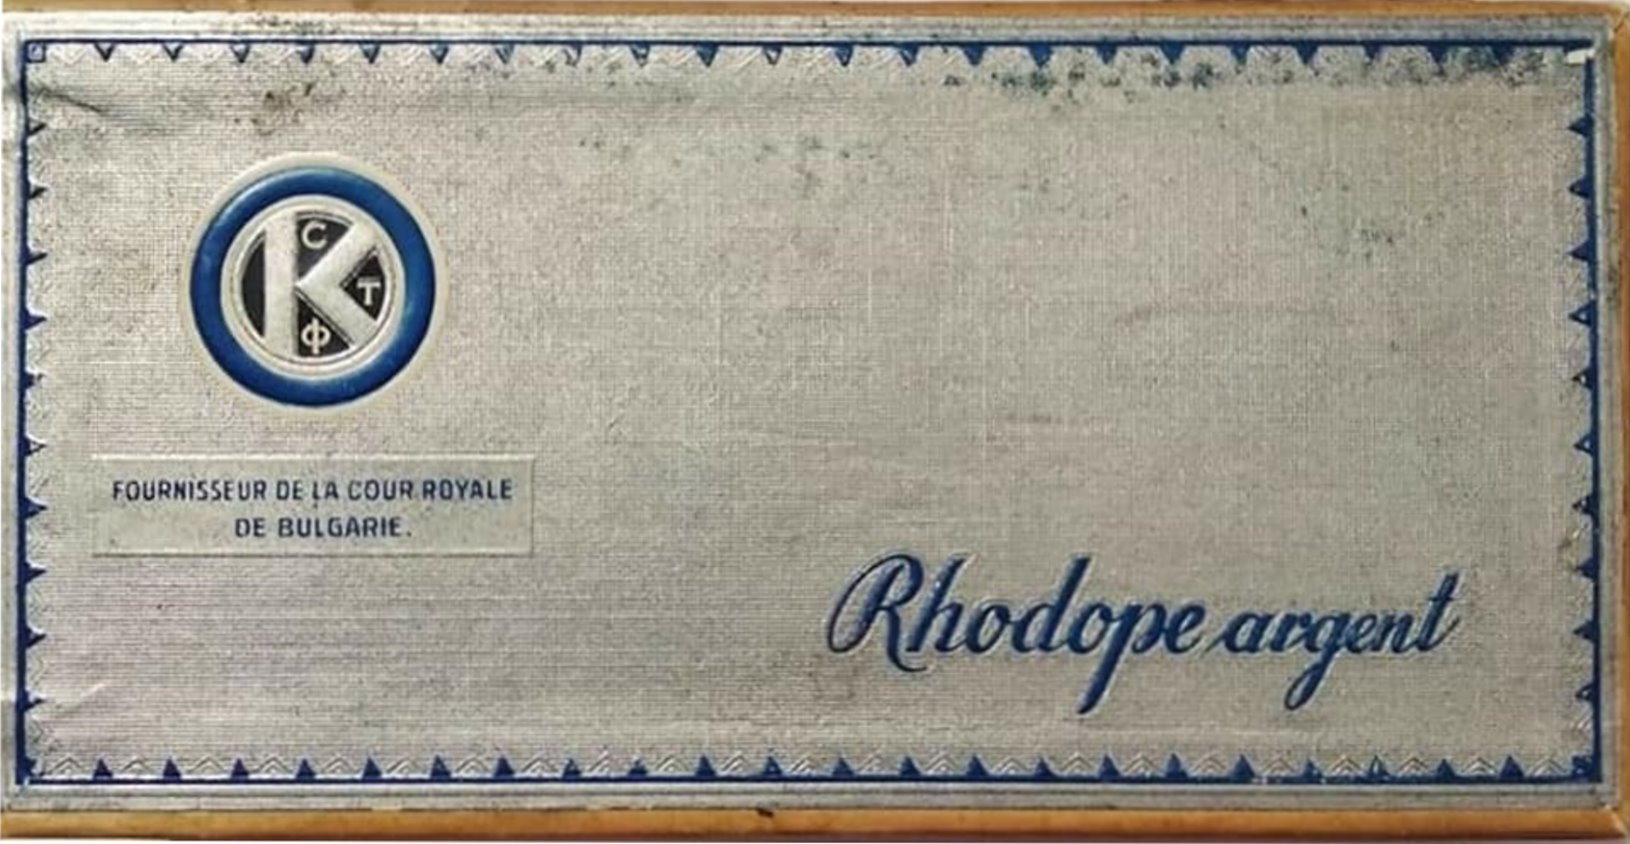 К
С
Т
Ф
FOURNISSEUR DE LA COUR ROYALE
DE BULGARIE.
Rhodope argent